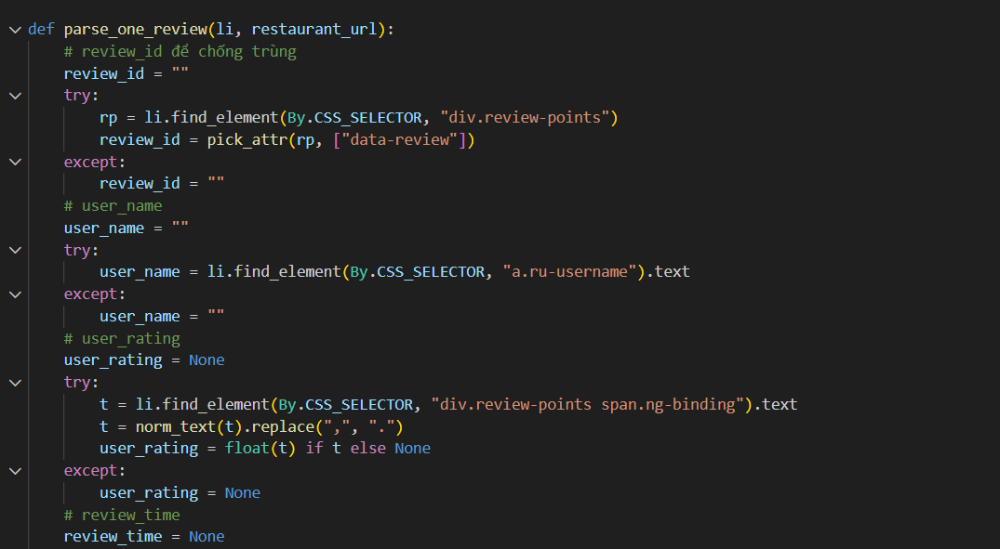 def parse_one_review(li, restaurant_url):
    # review_id để chống trùng
    review_id = ""
    try:
        rp = li.find_element(By.CSS_SELECTOR, "div.review-points")
        review_id = pick_attr(rp, ["data-review"])
    except:
        review_id = ""
    # user_name
    user_name = ""
    try:
        user_name = li.find_element(By.CSS_SELECTOR, "a.ru-username").text
    except:
        user_name = ""
    # user_rating
    user_rating = None
    try:
        t = li.find_element(By.CSS_SELECTOR, "div.review-points span.ng-binding").text
        t = norm_text(t).replace(",", ".")
        user_rating = float(t) if t else None
    except:
        user_rating = None
    # review_time
    review_time = None